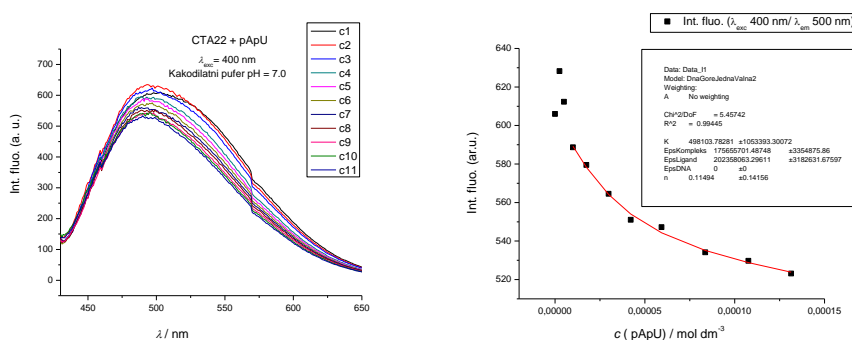 CTA22 + pApU
λexc= 400 nm
Kakodilatni pufer pH = 7.0
c1
c2
c3
c4
c5
c6
c7
c8
c9
c10
c11
Int. fluo. (a. u.)
700
600
500
400
300
200
100
0
450
500
550
600
650
λ / nm
Int. fluo. (λexc 400 nm/ λem 500 nm)
Data: Data_I1
Model: DnaGoreJednaValna2
Weighting:
A No weighting
Chi^2/DoF = 5.45742
R^2 = 0.99445
K 498103.78281 ±1053393.30072
EpsKompleks 175655701.48748 ±3354875.86
EpsLigand 202358063.29611 ±3182631.67597
EpsDNA 0 ±0
n 0.11494 ±0.14156
Int. fluo. (ar.u.)
640
620
600
580
560
540
520
0,00000
0,00005
0,00010
0,00015
c ( pApU) / mol dm-3